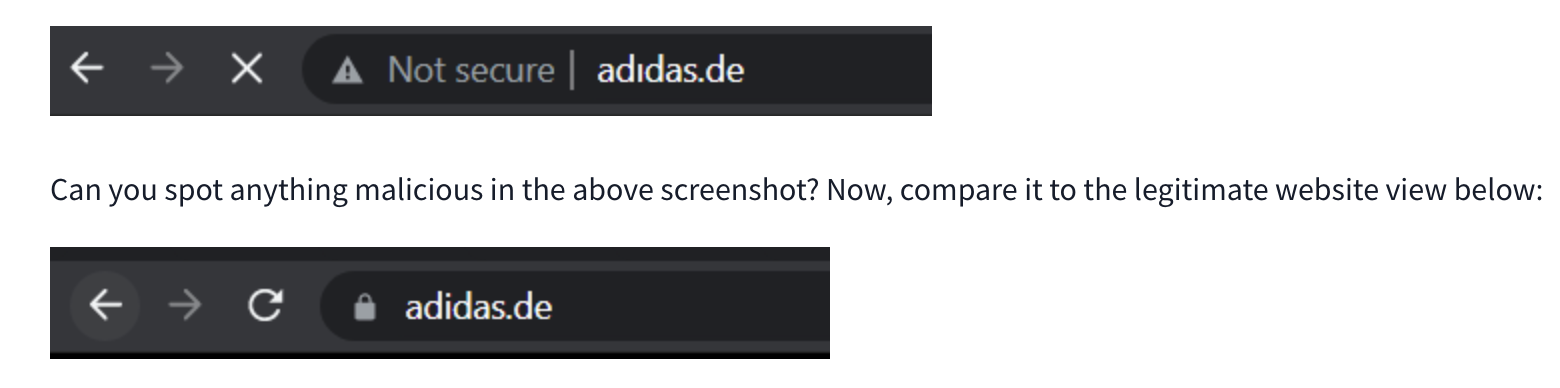 Not secure | adıdas.de
Can you spot anything malicious in the above screenshot? Now, compare it to the legitimate website view below:
adidas.de